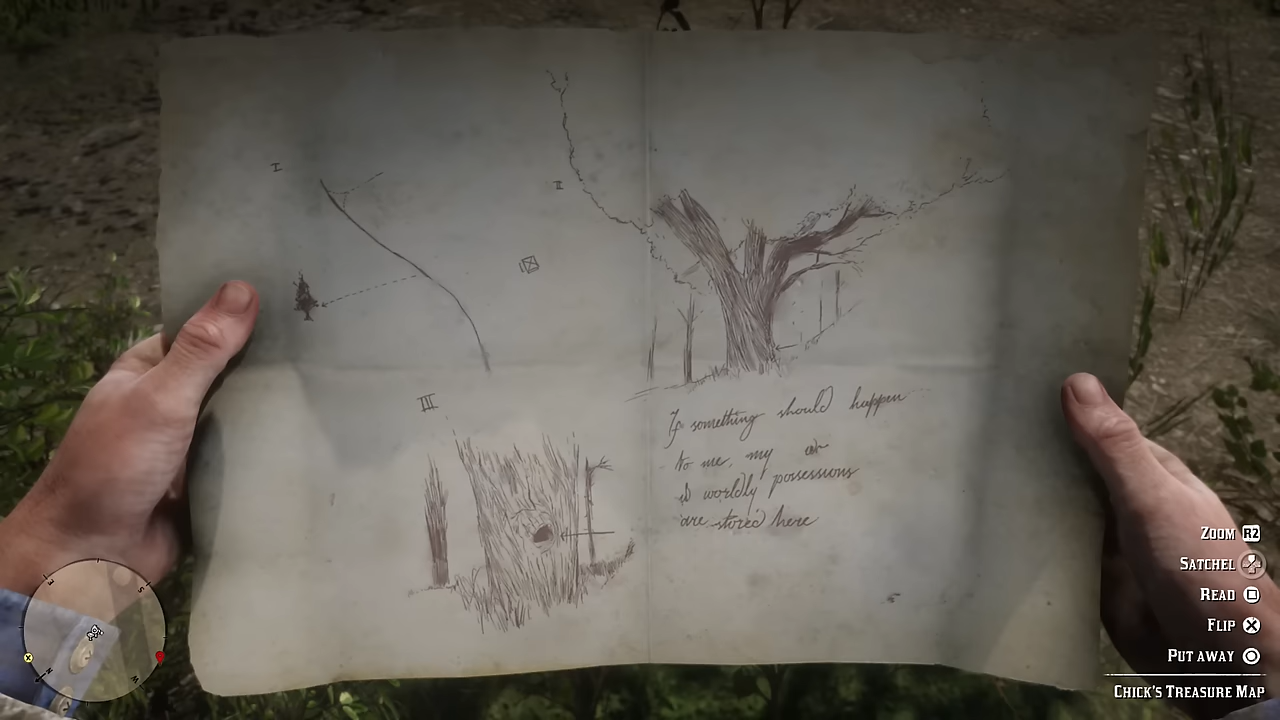 I
II
III
If something should happen
to me, my
worldly possessions
are stored here
ZOOM R2
SATCHEL
READ
FLIP
PUT AWAY
CHICK'S TREASURE MAP